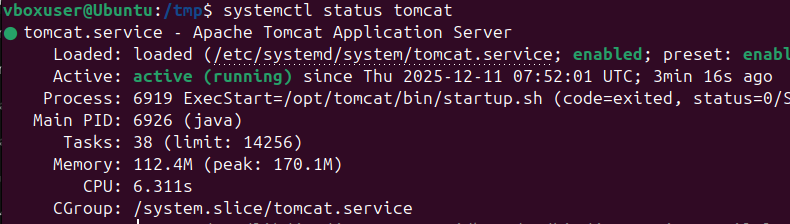 vboxuser@Ubuntu:/tmp$ systemctl status tomcat
● tomcat.service - Apache Tomcat Application Server
Loaded: loaded (/etc/systemd/system/tomcat.service; enabled; preset: enabl
Active: active (running) since Thu 2025-12-11 07:52:01 UTC; 3min 16s ago
Process: 6919 ExecStart=/opt/tomcat/bin/startup.sh (code=exited, status=0/S
Main PID: 6926 (java)
Tasks: 38 (limit: 14256)
Memory: 112.4M (peak: 170.1M)
CPU: 6.311s
CGroup: /system.slice/tomcat.service